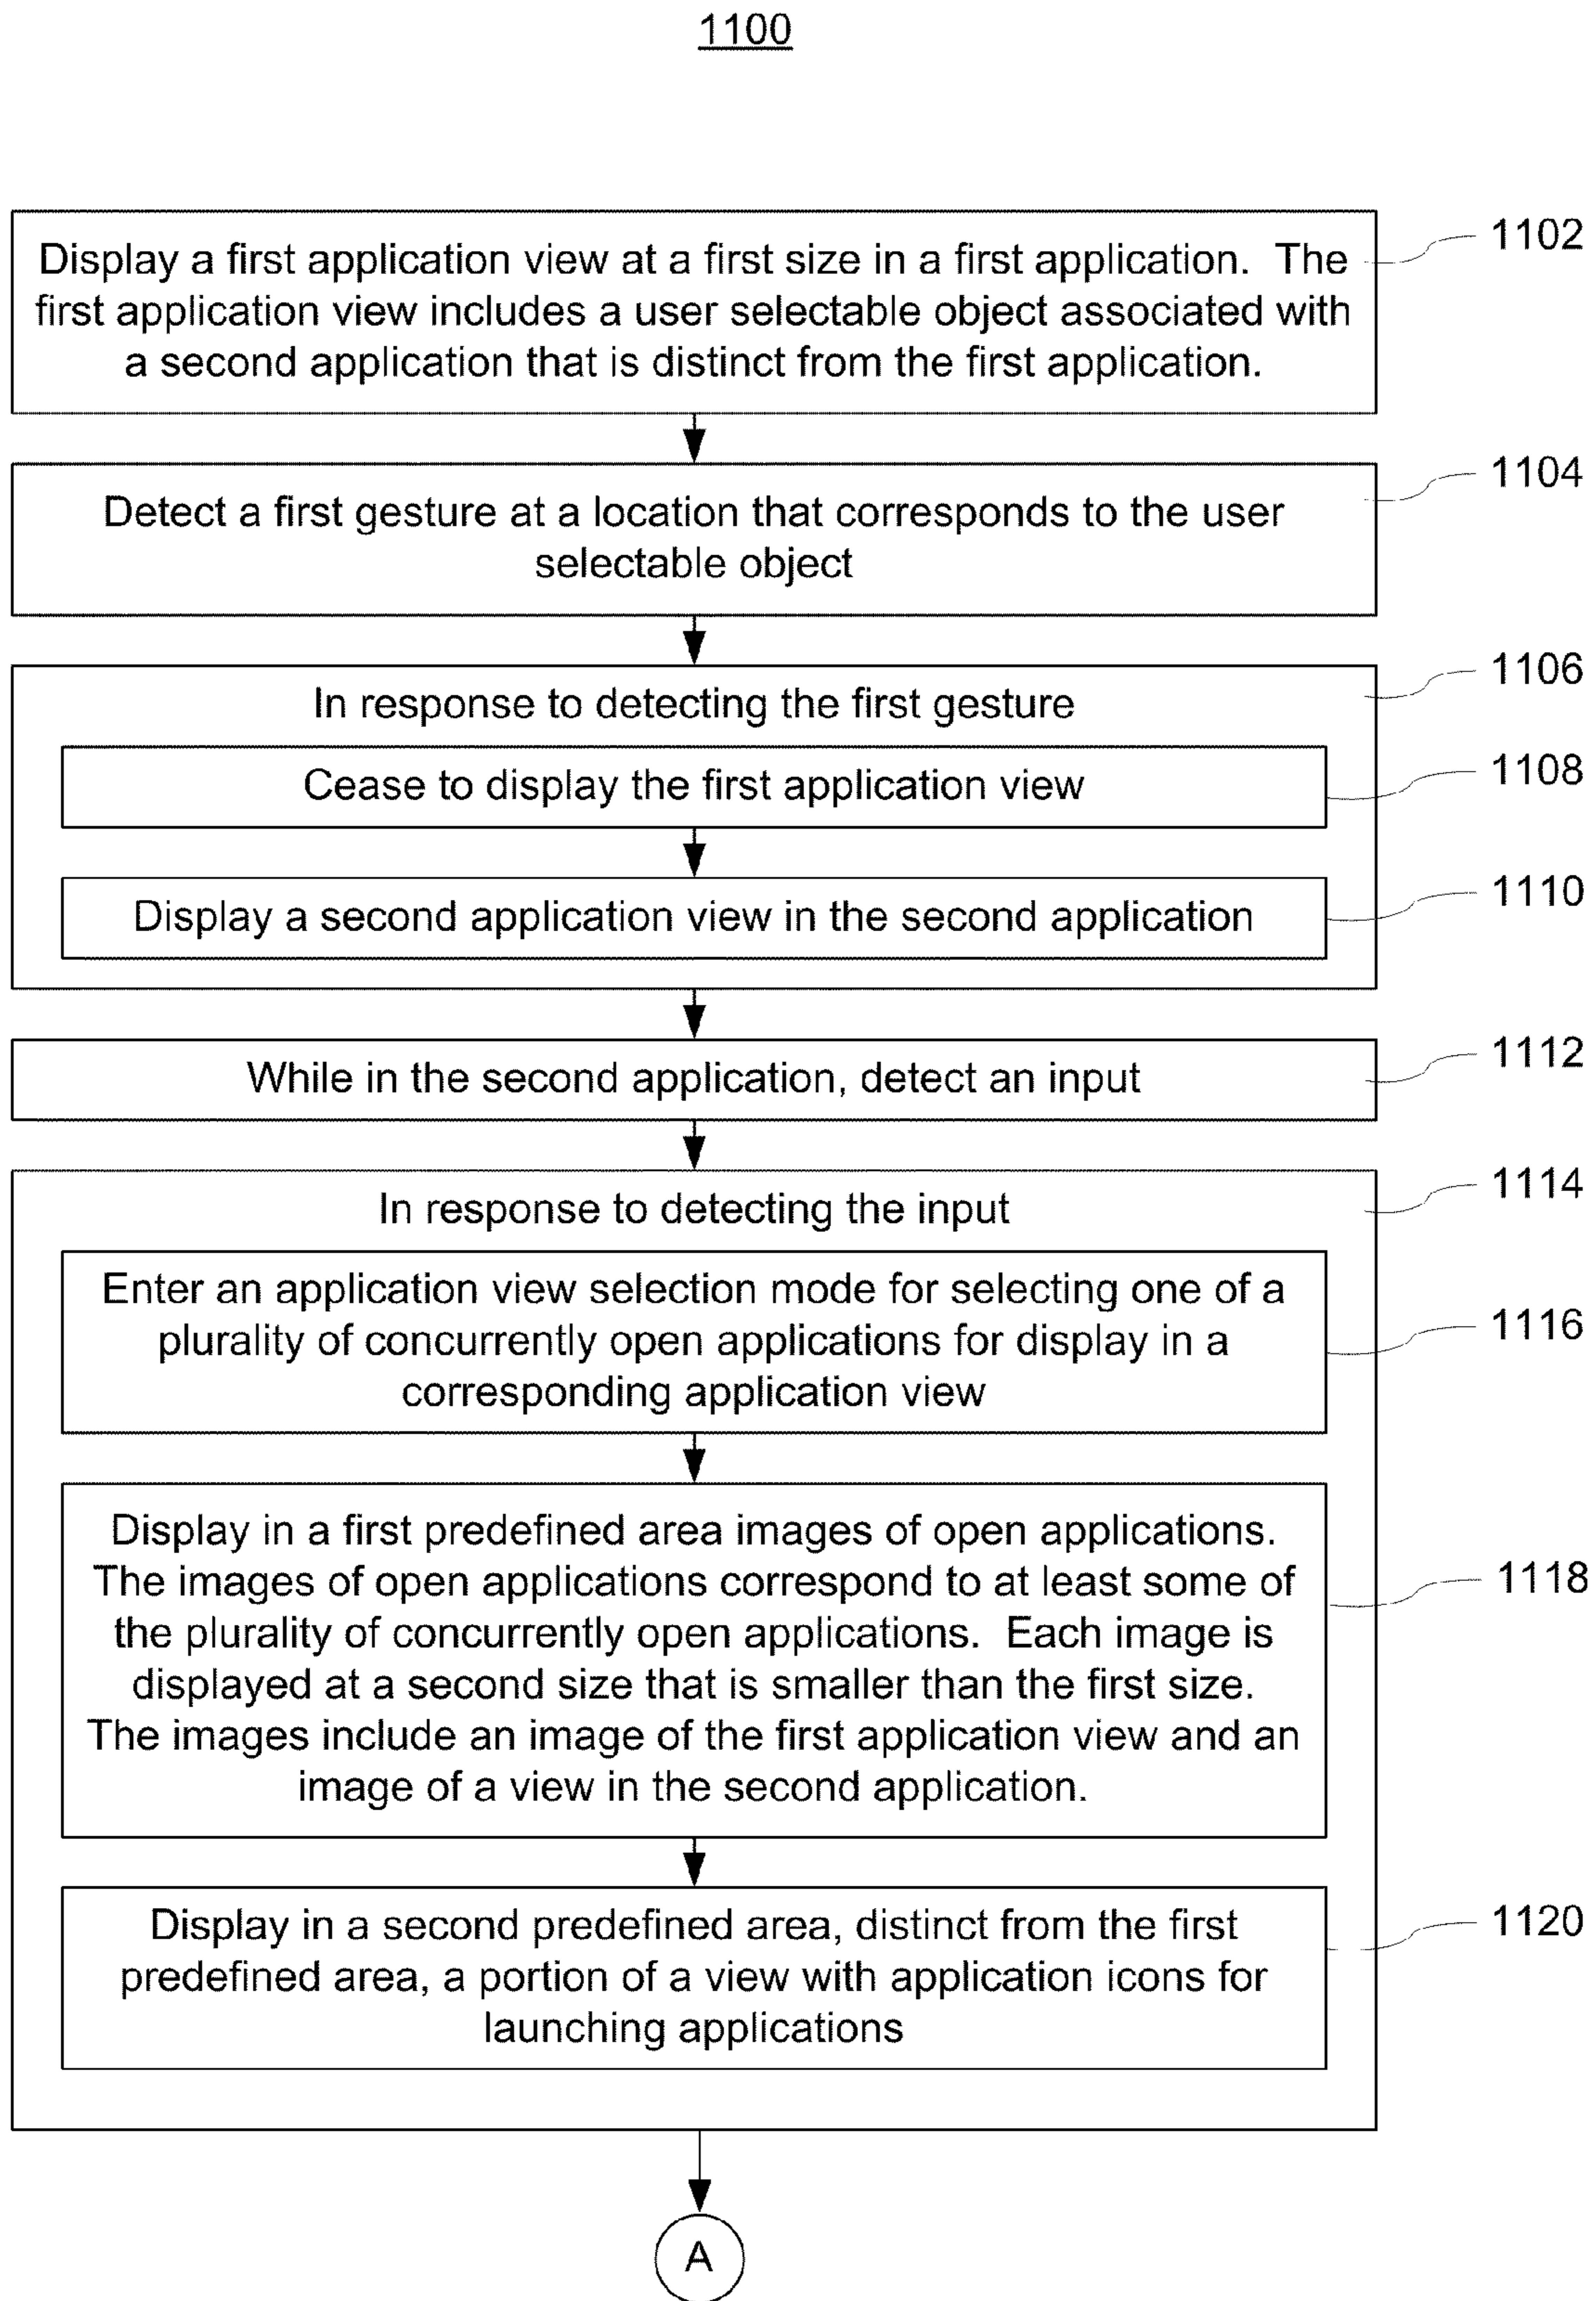 1100
Display a first application view at a first size in a first application. The
first application view includes a user selectable object associated with
a second application that is distinct from the first application.
1102
Detect a first gesture at a location that corresponds to the user
selectable object
1104
In response to detecting the first gesture
1106
Cease to display the first application view
1108
Display a second application view in the second application
1110
While in the second application, detect an input
1112
In response to detecting the input
1114
Enter an application view selection mode for selecting one of a
plurality of concurrently open applications for display in a
corresponding application view
1116
Display in a first predefined area images of open applications.
The images of open applications correspond to at least some of
the plurality of concurrently open applications. Each image is
displayed at a second size that is smaller than the first size.
The images include an image of the first application view and an
image of a view in the second application.
1118
Display in a second predefined area, distinct from the first
predefined area, a portion of a view with application icons for
launching applications
1120
A